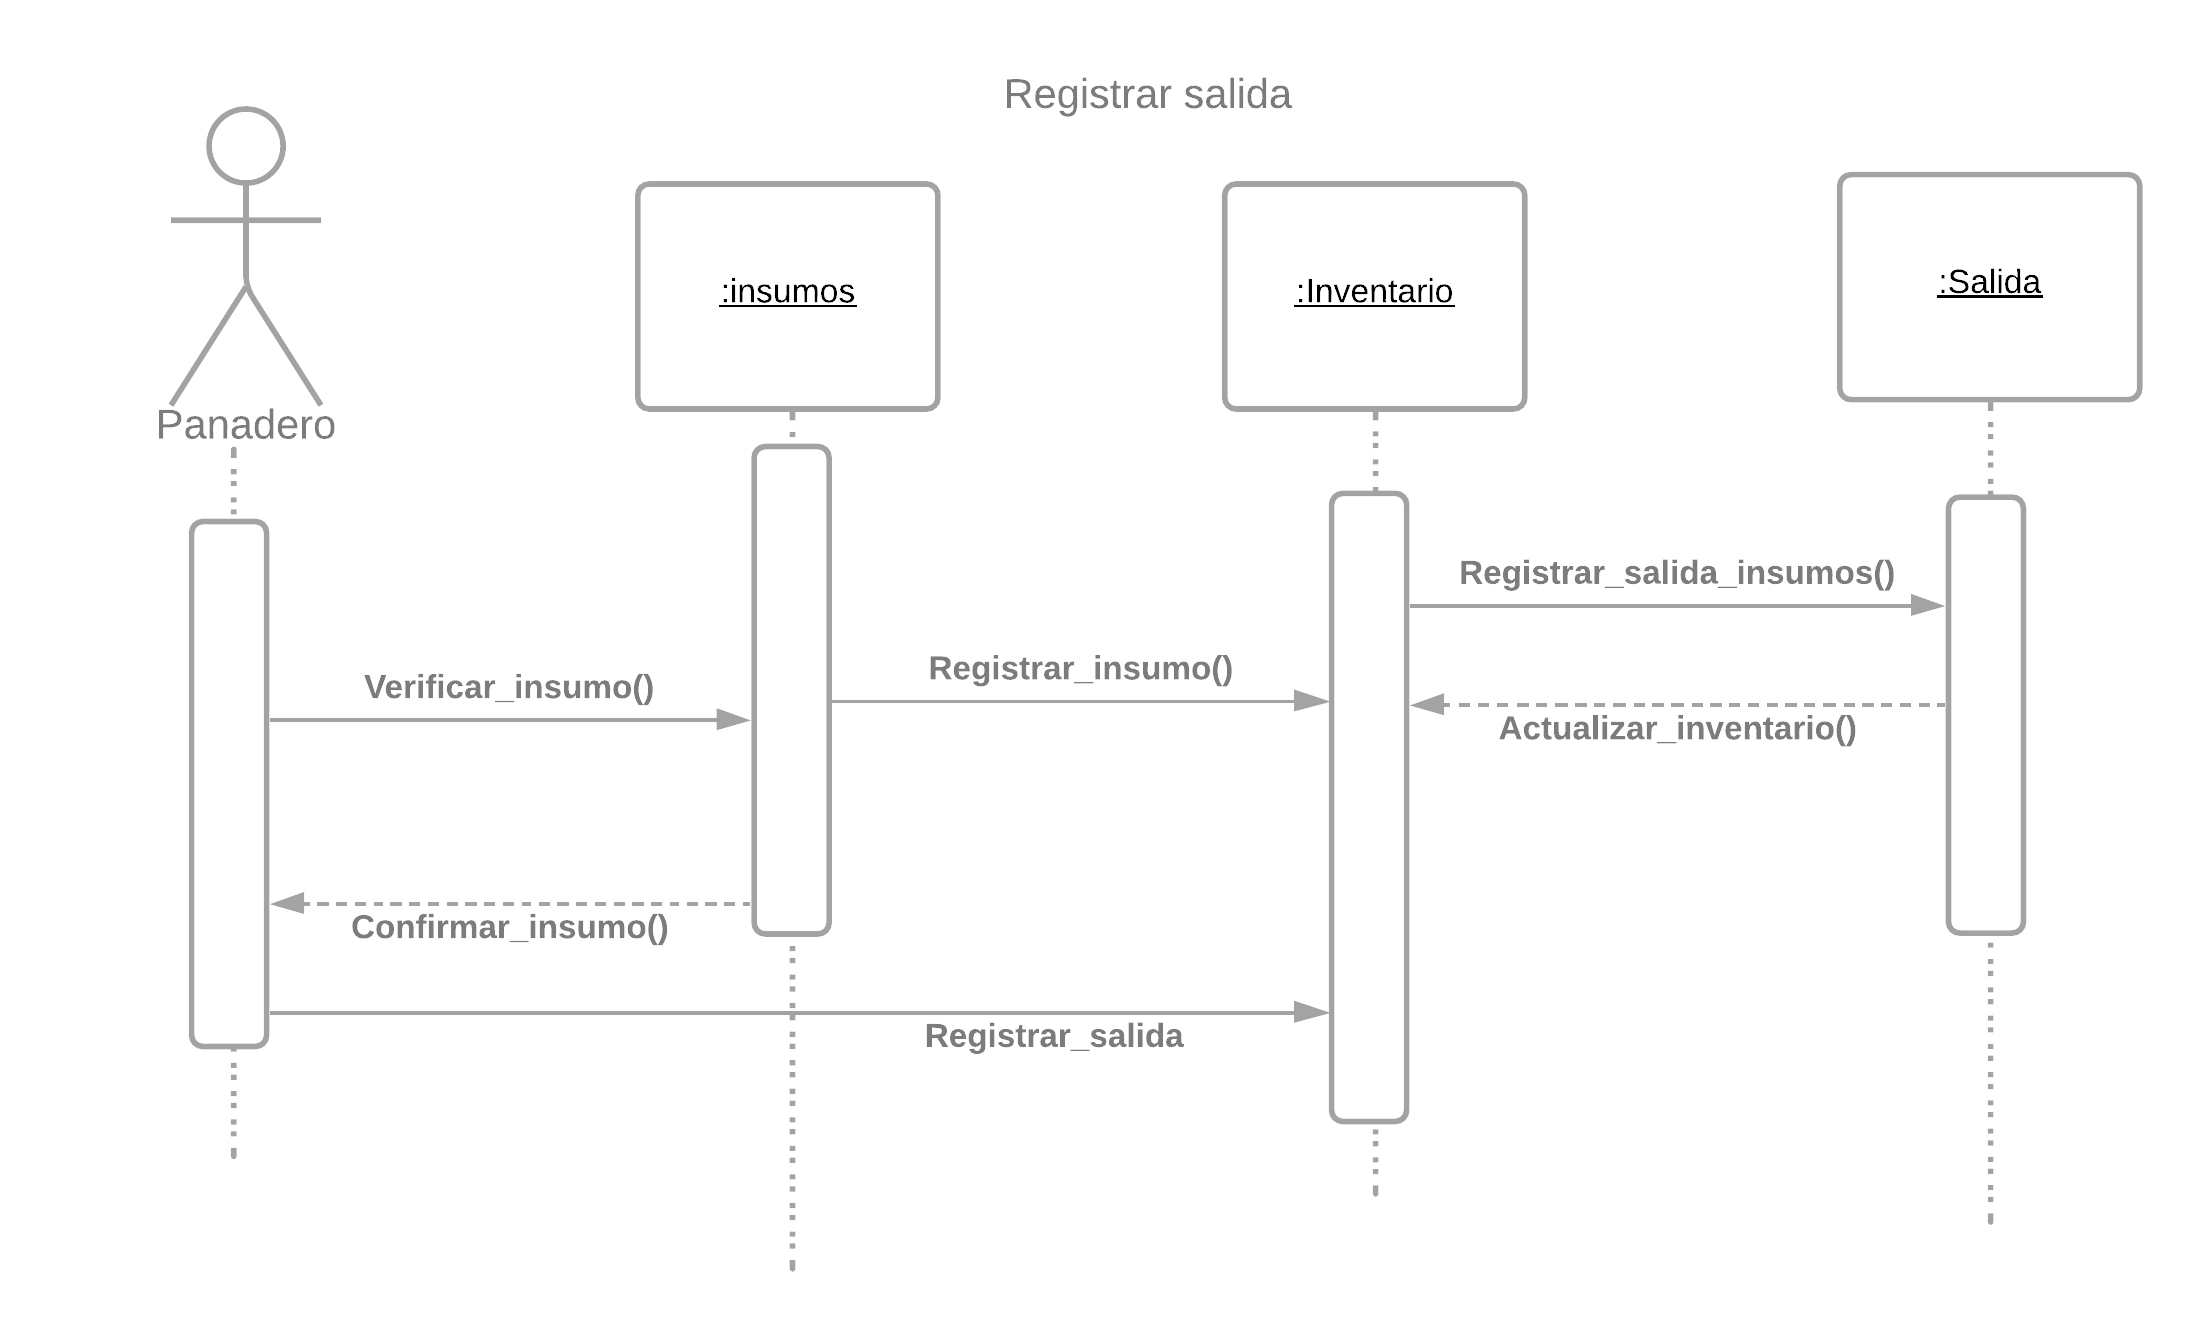 Registrar salida
Panadero
:insumos
:Inventario
:Salida
Registrar_salida_insumos()
Verificar_insumo()
Registrar_insumo()
Actualizar_inventario()
Confirmar_insumo()
Registrar_salida